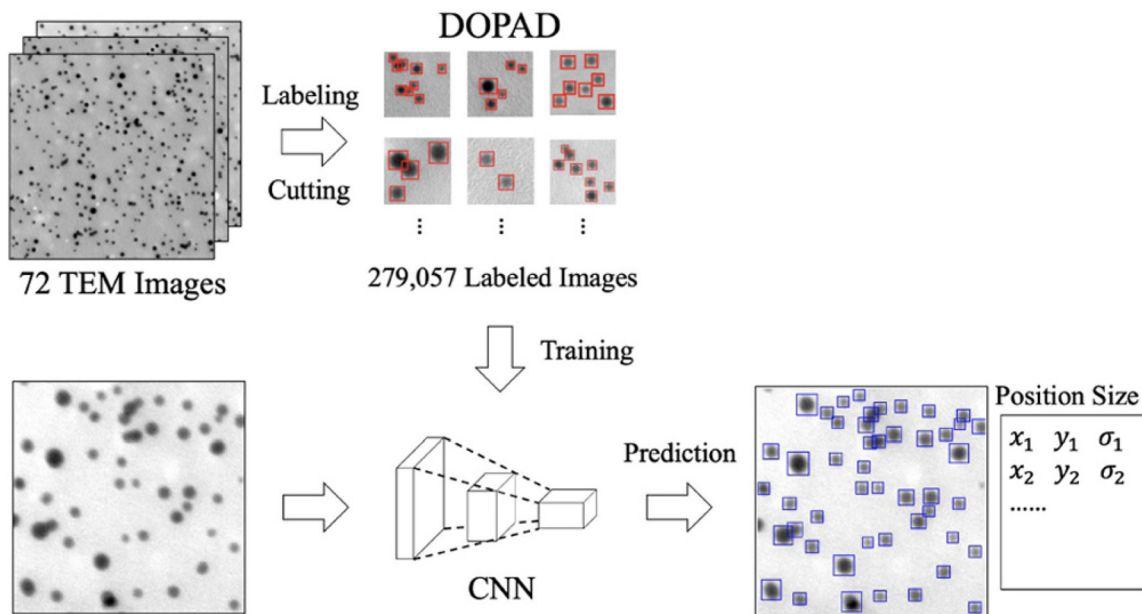 DOPAD
Labeling
Cutting
⋮ ⋮ ⋮
72 TEM Images
279,057 Labeled Images
Training
Prediction
CNN
Position Size
x₁ y₁ σ₁
x₂ y₂ σ₂
......